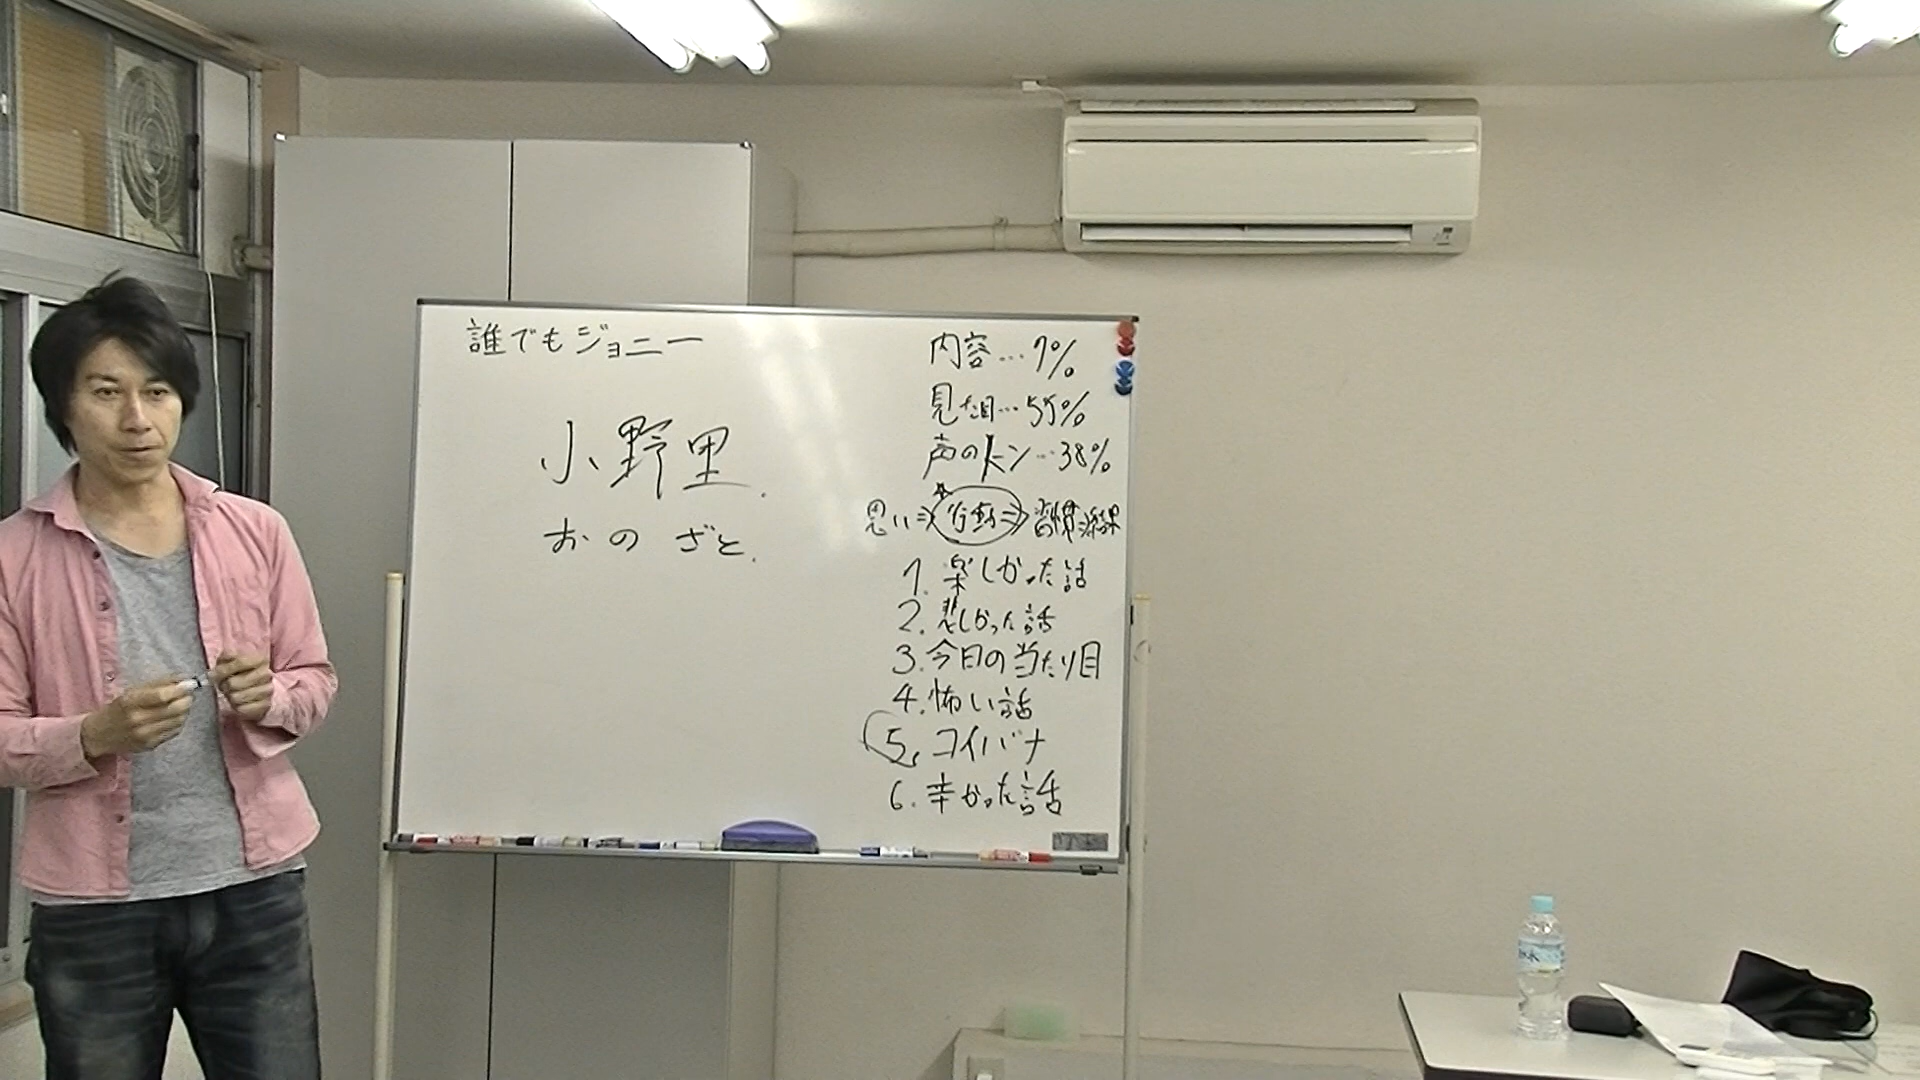 誰でもジョニー
小野里.
おの ざと.
内容…7%
見た目…55%
声のトーン…38%
思い⇒行動⇒習慣⇒結果
1. 楽しかった話
2. 悲しかった話
3. 今日の当たり目
4. 怖い話
5. コイバナ
6. 辛かった話